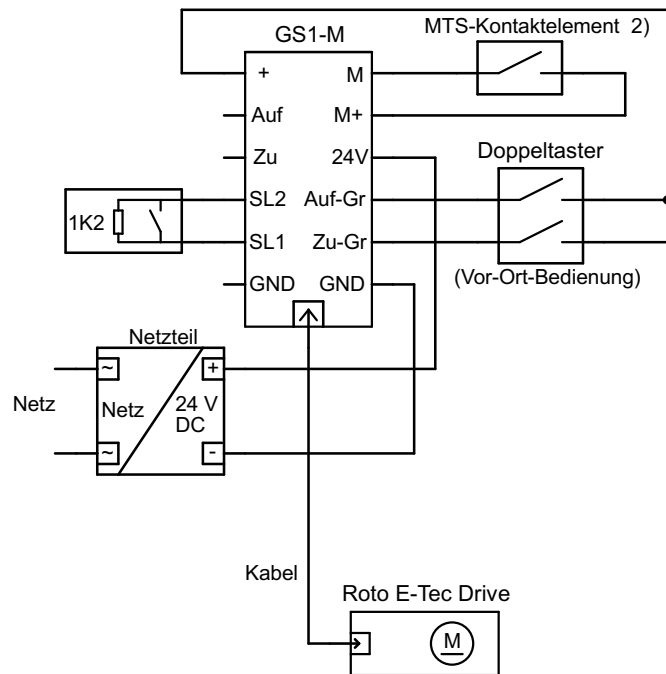 GS1-M
MTS-Kontaktelement 2)
+ M
Auf M+
Zu 24V
Doppeltaster
SL2 Auf-Gr
1K2
SL1 Zu-Gr
GND GND
(Vor-Ort-Bedienung)
Netzteil
~ +
Netz Netz 24 V
DC
~ -
Kabel
Roto E-Tec Drive
M